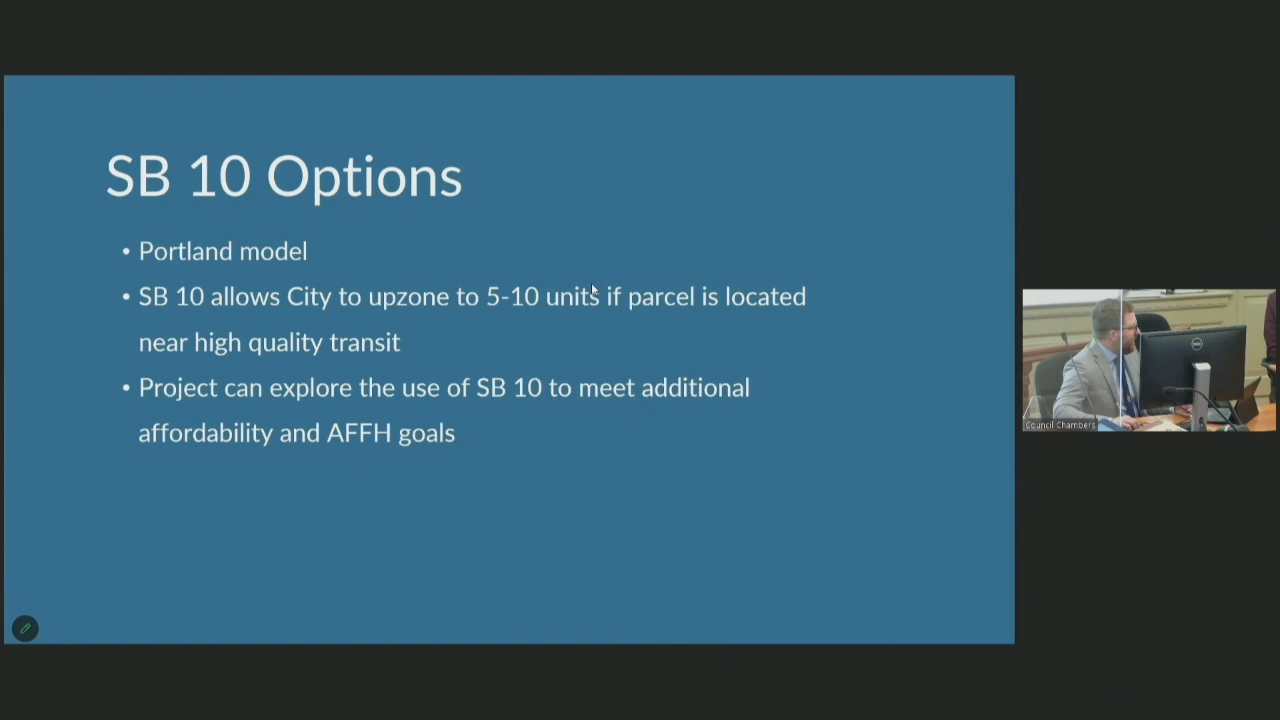 SB 10 Options
• Portland model
• SB 10 allows City to upzone to 5-10 units if parcel is located
near high quality transit
• Project can explore the use of SB 10 to meet additional
affordability and AFFH goals
Council Chambers
DELL